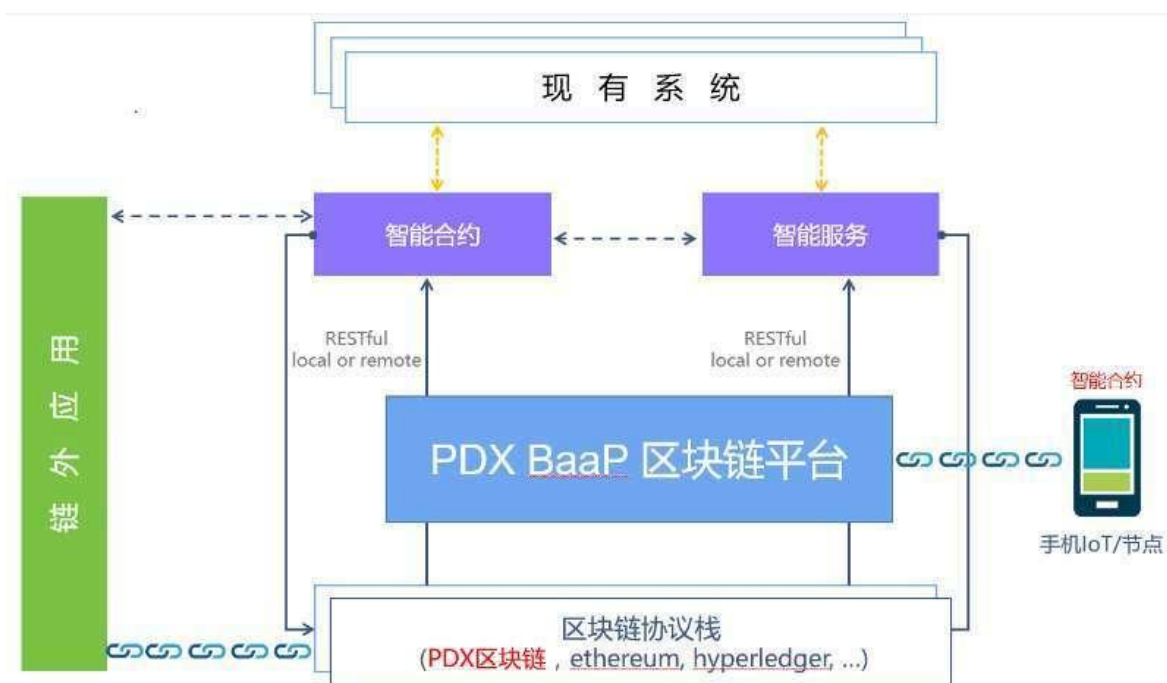 现有系统
智能合约
智能服务
RESTful
local or remote
RESTful
local or remote
链外应用
智能合约
PDX BaaP 区块链平台
手机IoT/节点
区块链协议栈
(PDX区块链，ethereum, hyperledger, ...)